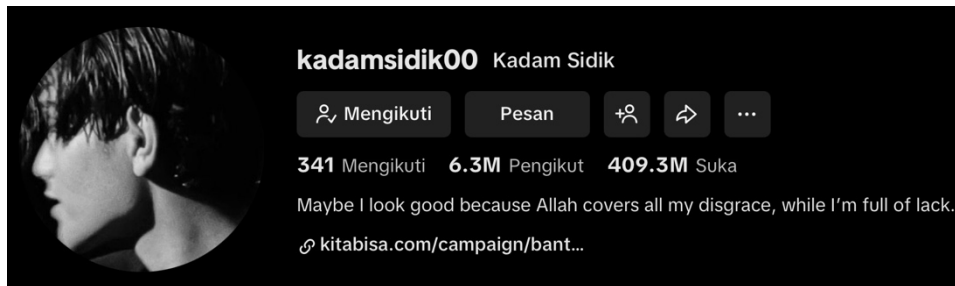 kadamsidik00 Kadam Sidik
Mengikuti Pesan
341 Mengikuti 6.3M Pengikut 409.3M Suka
Maybe I look good because Allah covers all my disgrace, while I'm full of lack.
kitabisa.com/campaign/bant...